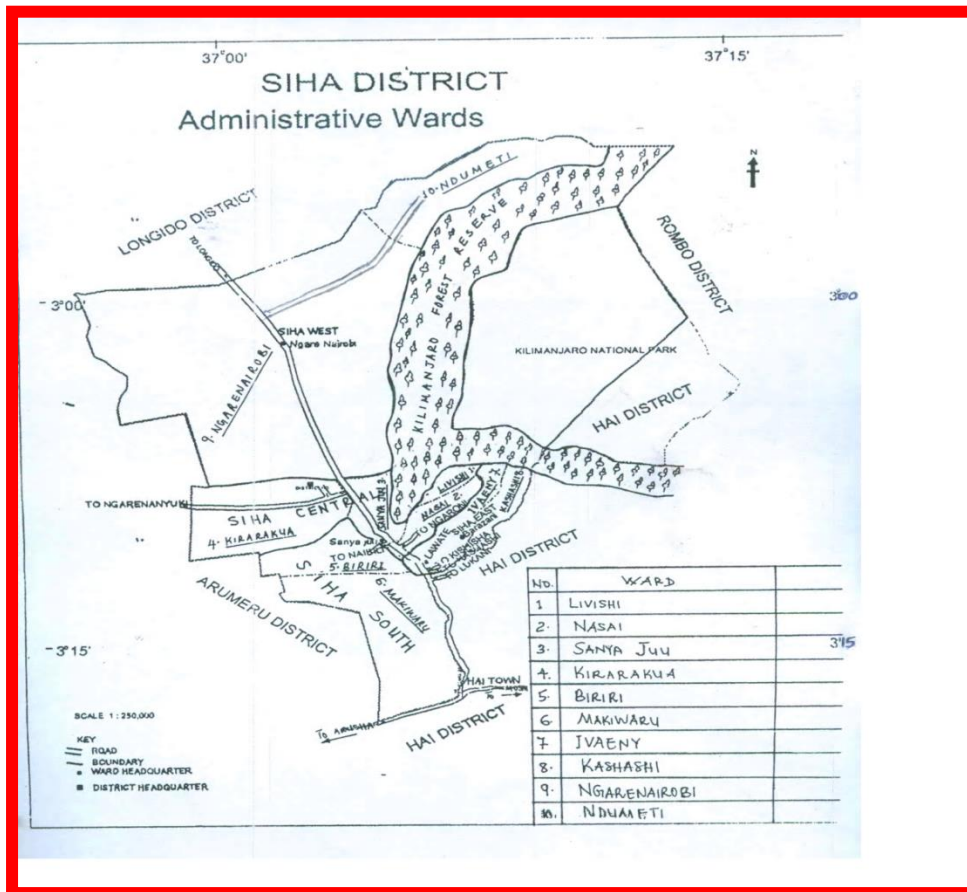 37°00'
37°15'
SIHA DISTRICT
Administrative Wards
N
10. NDUMETI
LONGIDO DISTRICT
TO LONGIDO
RESERVE
FOREST
KILIMANJARO
ROMBO DISTRICT
3°00'
3°00
SIHA WEST
Ngare Nairobi
KILIMANJARO NATIONAL PARK
9. NGARENAIROBI
HAI DISTRICT
TO NGARENANYUKI
SIHA CENTRAL
SANYA JUU 3
LIVISHI 1.
NASAI 2.
IVAENY 7
KASHASHI 8
TO NGARONI
SIHA EAST
LAWATE
4. KIRARAKUA
Sanya Juu
5. BIRIRI
HAI DISTRICT
SIHA SOUTH
6 MAKIWARU
ARUMERU DISTRICT
3°15'
3°15
HAI TOWN
TO ARUSHA
HAI DISTRICT
SCALE 1:250,000
KEY
ROAD
BOUNDARY
WARD HEADQUARTER
DISTRICT HEADQUARTER
NO. WARD
1 LIVISHI
2. NASAI
3. SANYA JUU
4. KIRARAKUA
5. BIRIRI
6 MAKIWARU
7 IVAENY
8. KASHASHI
9. NGARENAIROBI
10. NDUMETI